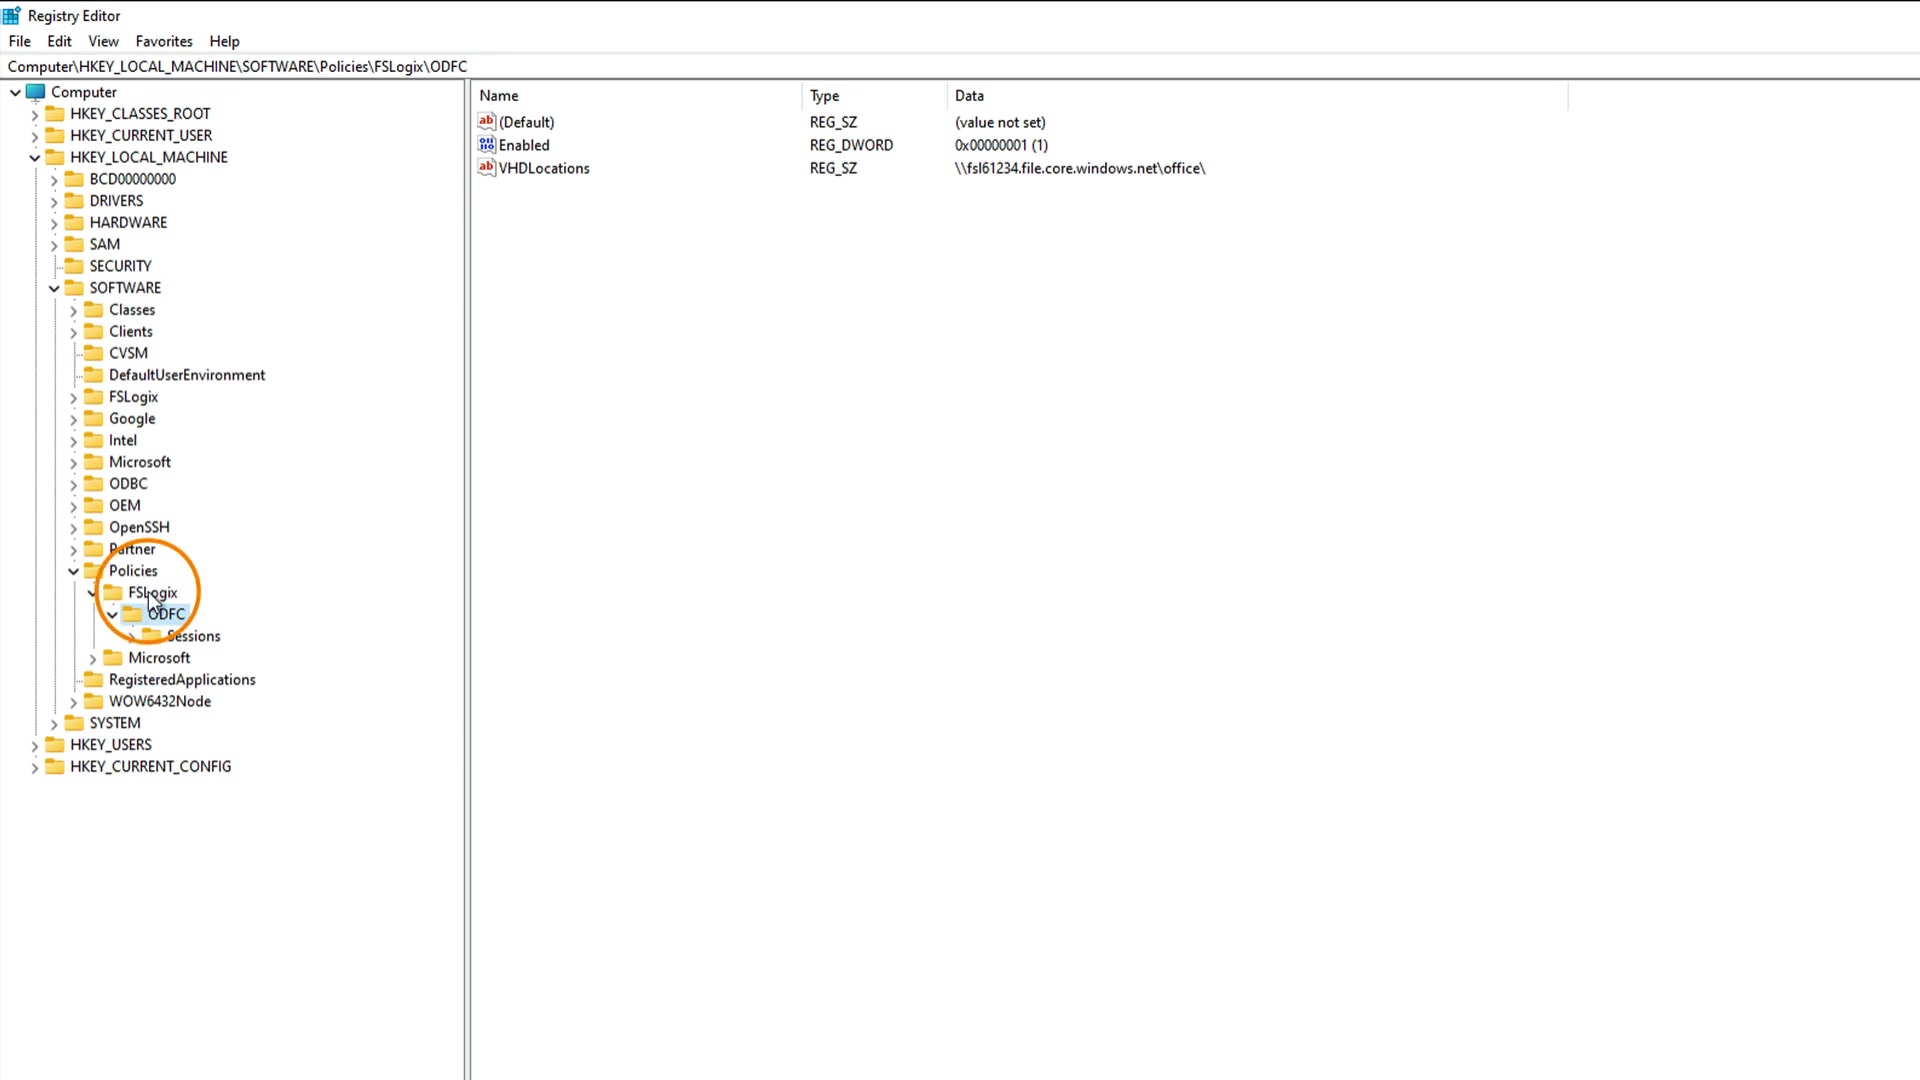 Registry Editor
File Edit View Favorites Help
Computer\HKEY_LOCAL_MACHINE\SOFTWARE\Policies\FSLogix\ODFC
Computer
HKEY_CLASSES_ROOT
HKEY_CURRENT_USER
HKEY_LOCAL_MACHINE
BCD00000000
DRIVERS
HARDWARE
SAM
SECURITY
SOFTWARE
Classes
Clients
CVSM
DefaultUserEnvironment
FSLogix
Google
Intel
Microsoft
ODBC
OEM
OpenSSH
Partner
Policies
FSLogix
ODFC
Sessions
Microsoft
RegisteredApplications
WOW6432Node
SYSTEM
HKEY_USERS
HKEY_CURRENT_CONFIG
Name Type Data
(Default) REG_SZ (value not set)
Enabled REG_DWORD 0x00000001 (1)
VHDLocations REG_SZ \\fsl61234.file.core.windows.net\office\